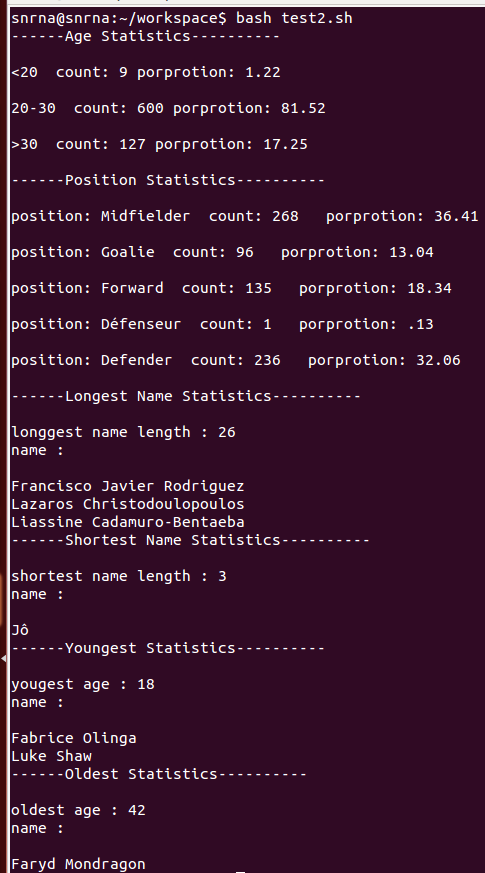 snrna@snrna:~/workspace$ bash test2.sh
------Age Statistics----------
<20  count: 9 porprotion: 1.22
20-30  count: 600 porprotion: 81.52
>30  count: 127 porprotion: 17.25
------Position Statistics----------
position: Midfielder  count: 268   porprotion: 36.41
position: Goalie  count: 96   porprotion: 13.04
position: Forward  count: 135   porprotion: 18.34
position: Défenseur  count: 1   porprotion: .13
position: Defender  count: 236   porprotion: 32.06
------Longest Name Statistics----------
longgest name length : 26
name :
Francisco Javier Rodriguez
Lazaros Christodoulopoulos
Liassine Cadamuro-Bentaeba
------Shortest Name Statistics----------
shortest name length : 3
name :
Jô
------Youngest Statistics----------
yougest age : 18
name :
Fabrice Olinga
Luke Shaw
------Oldest Statistics----------
oldest age : 42
name :
Faryd Mondragon